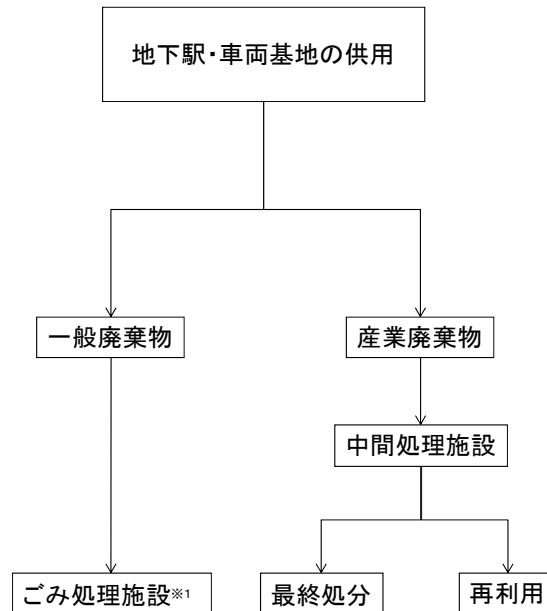 地下駅・車両基地の供用
一般廃棄物
産業廃棄物
中間処理施設
ごみ処理施設※1
最終処分
再利用